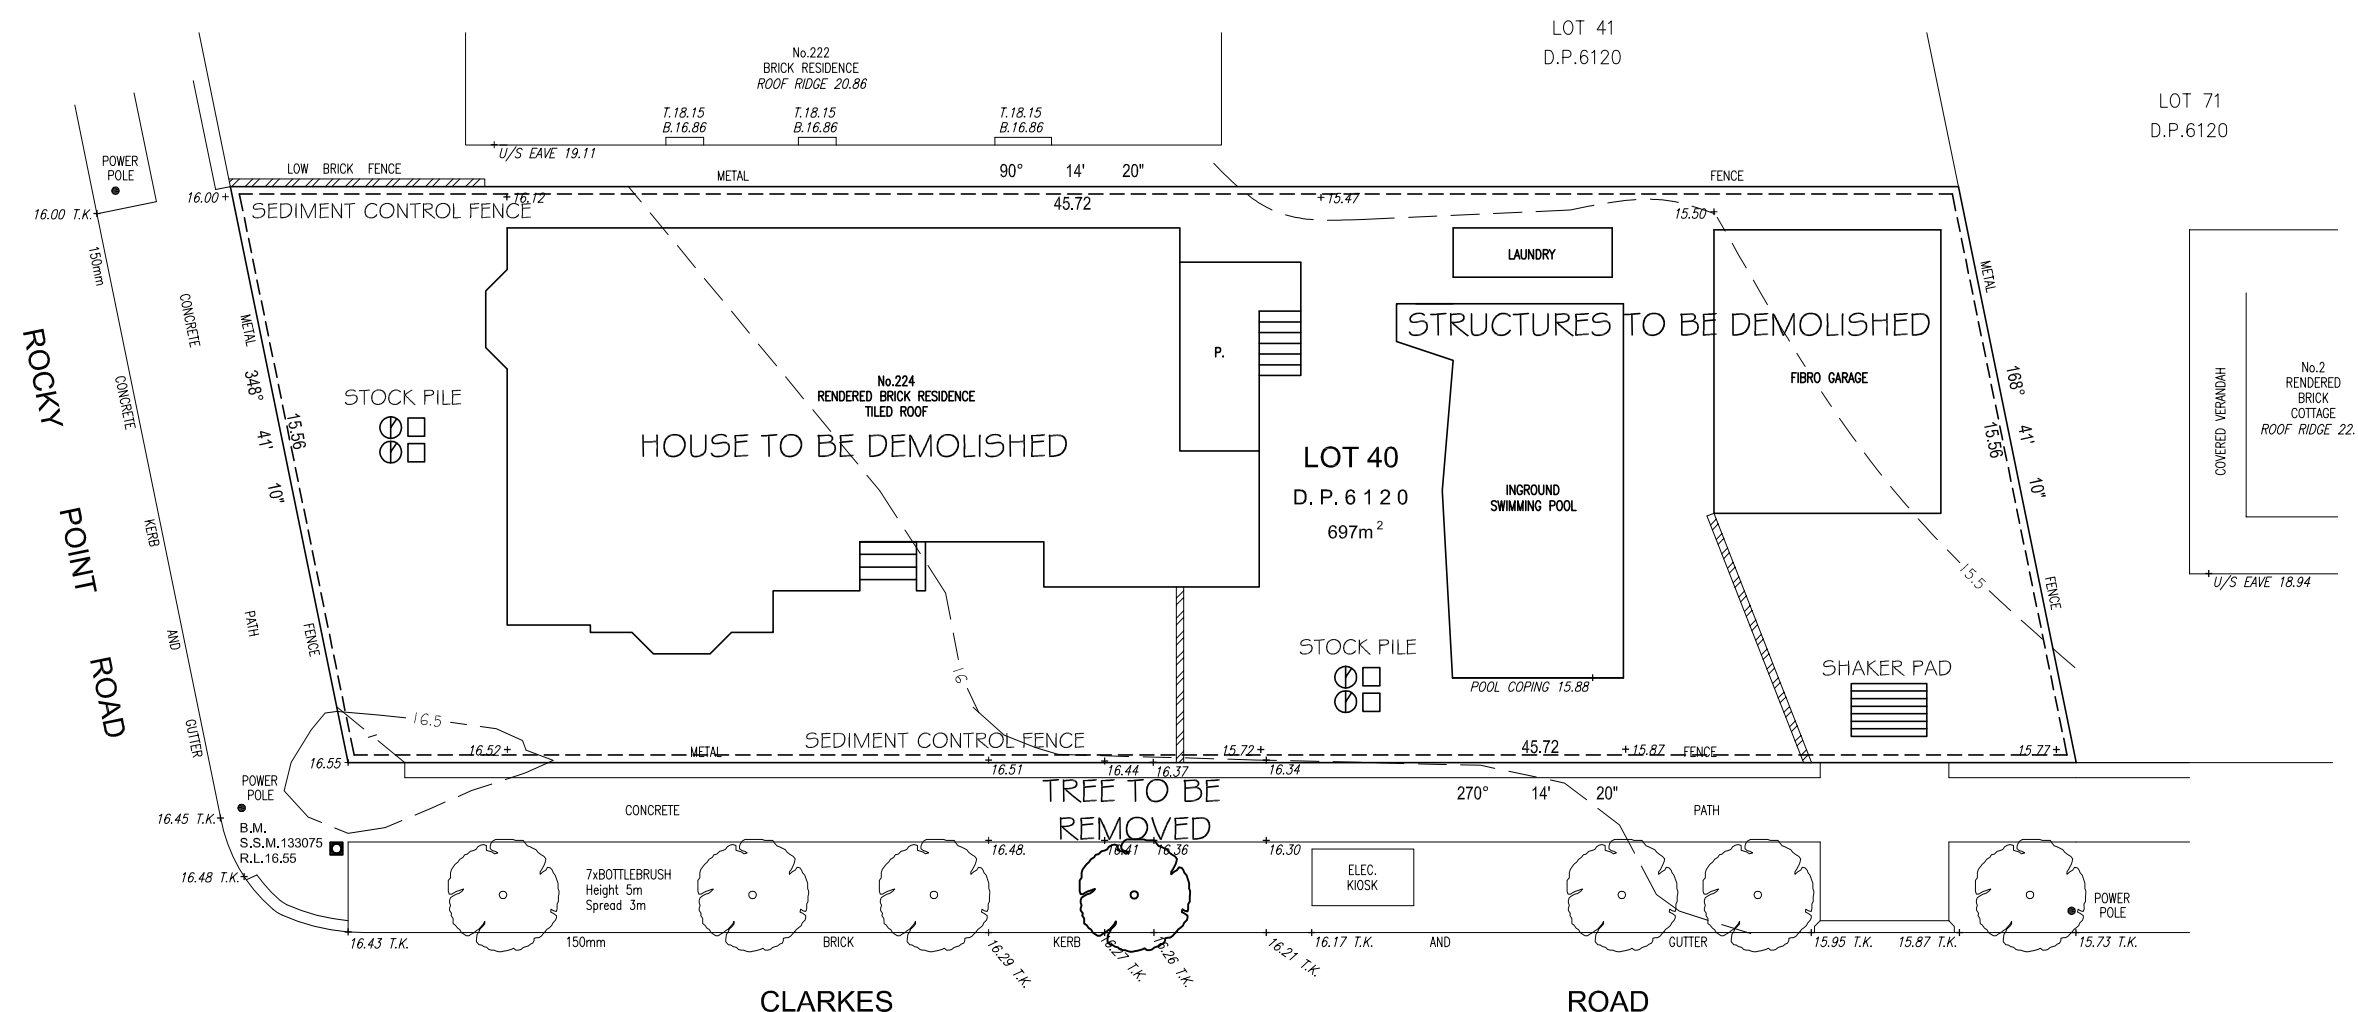 LOT 41
D.P.6120
No.222
BRICK RESIDENCE
ROOF RIDGE 20.86
T.18.15
B.16.86
T.18.15
B.16.86
T.18.15
B.16.86
U/S EAVE 19.11
LOT 71
D.P.6120
POWER
POLE
LOW BRICK FENCE
METAL
90° 14' 20"
FENCE
16.00
16.00 T.K.
SEDIMENT CONTROL FENCE
16.12
45.72
15.47
15.50
150mm
CONCRETE
KERB
AND
GUTTER
CONCRETE
PATH
METAL
FENCE
348° 41' 10"
15.56
ROCKY POINT ROAD
LAUNDRY
STRUCTURES TO BE DEMOLISHED
P.
FIBRO GARAGE
METAL
FENCE
168° 41' 10"
15.56
COVERED VERANDAH
No.2
RENDERED
BRICK
COTTAGE
ROOF RIDGE 22.
U/S EAVE 18.94
No.224
RENDERED BRICK RESIDENCE
TILED ROOF
HOUSE TO BE DEMOLISHED
STOCK PILE
LOT 40
D.P.6120
697m²
INGROUND
SWIMMING POOL
15.5
STOCK PILE
SHAKER PAD
POOL COPING 15.88
16
16.5
16.52
METAL
SEDIMENT CONTROL FENCE
15.72
45.72
15.87
FENCE
15.77
16.55
16.51
16.44
16.37
16.34
POWER
POLE
TREE TO BE
REMOVED
270° 14' 20"
CONCRETE
PATH
16.45 T.K.
B.M.
S.S.M.133075
R.L.16.55
16.48.
16.41
16.36
16.30
16.48 T.K.
7xBOTTLEBRUSH
Height 5m
Spread 3m
ELEC.
KIOSK
POWER
POLE
16.43 T.K.
150mm
BRICK
KERB
AND
GUTTER
16.29 T.K.
16.27 T.K.
16.26 T.K.
16.21 T.K.
16.17 T.K.
15.95 T.K.
15.87 T.K.
15.73 T.K.
CLARKES ROAD